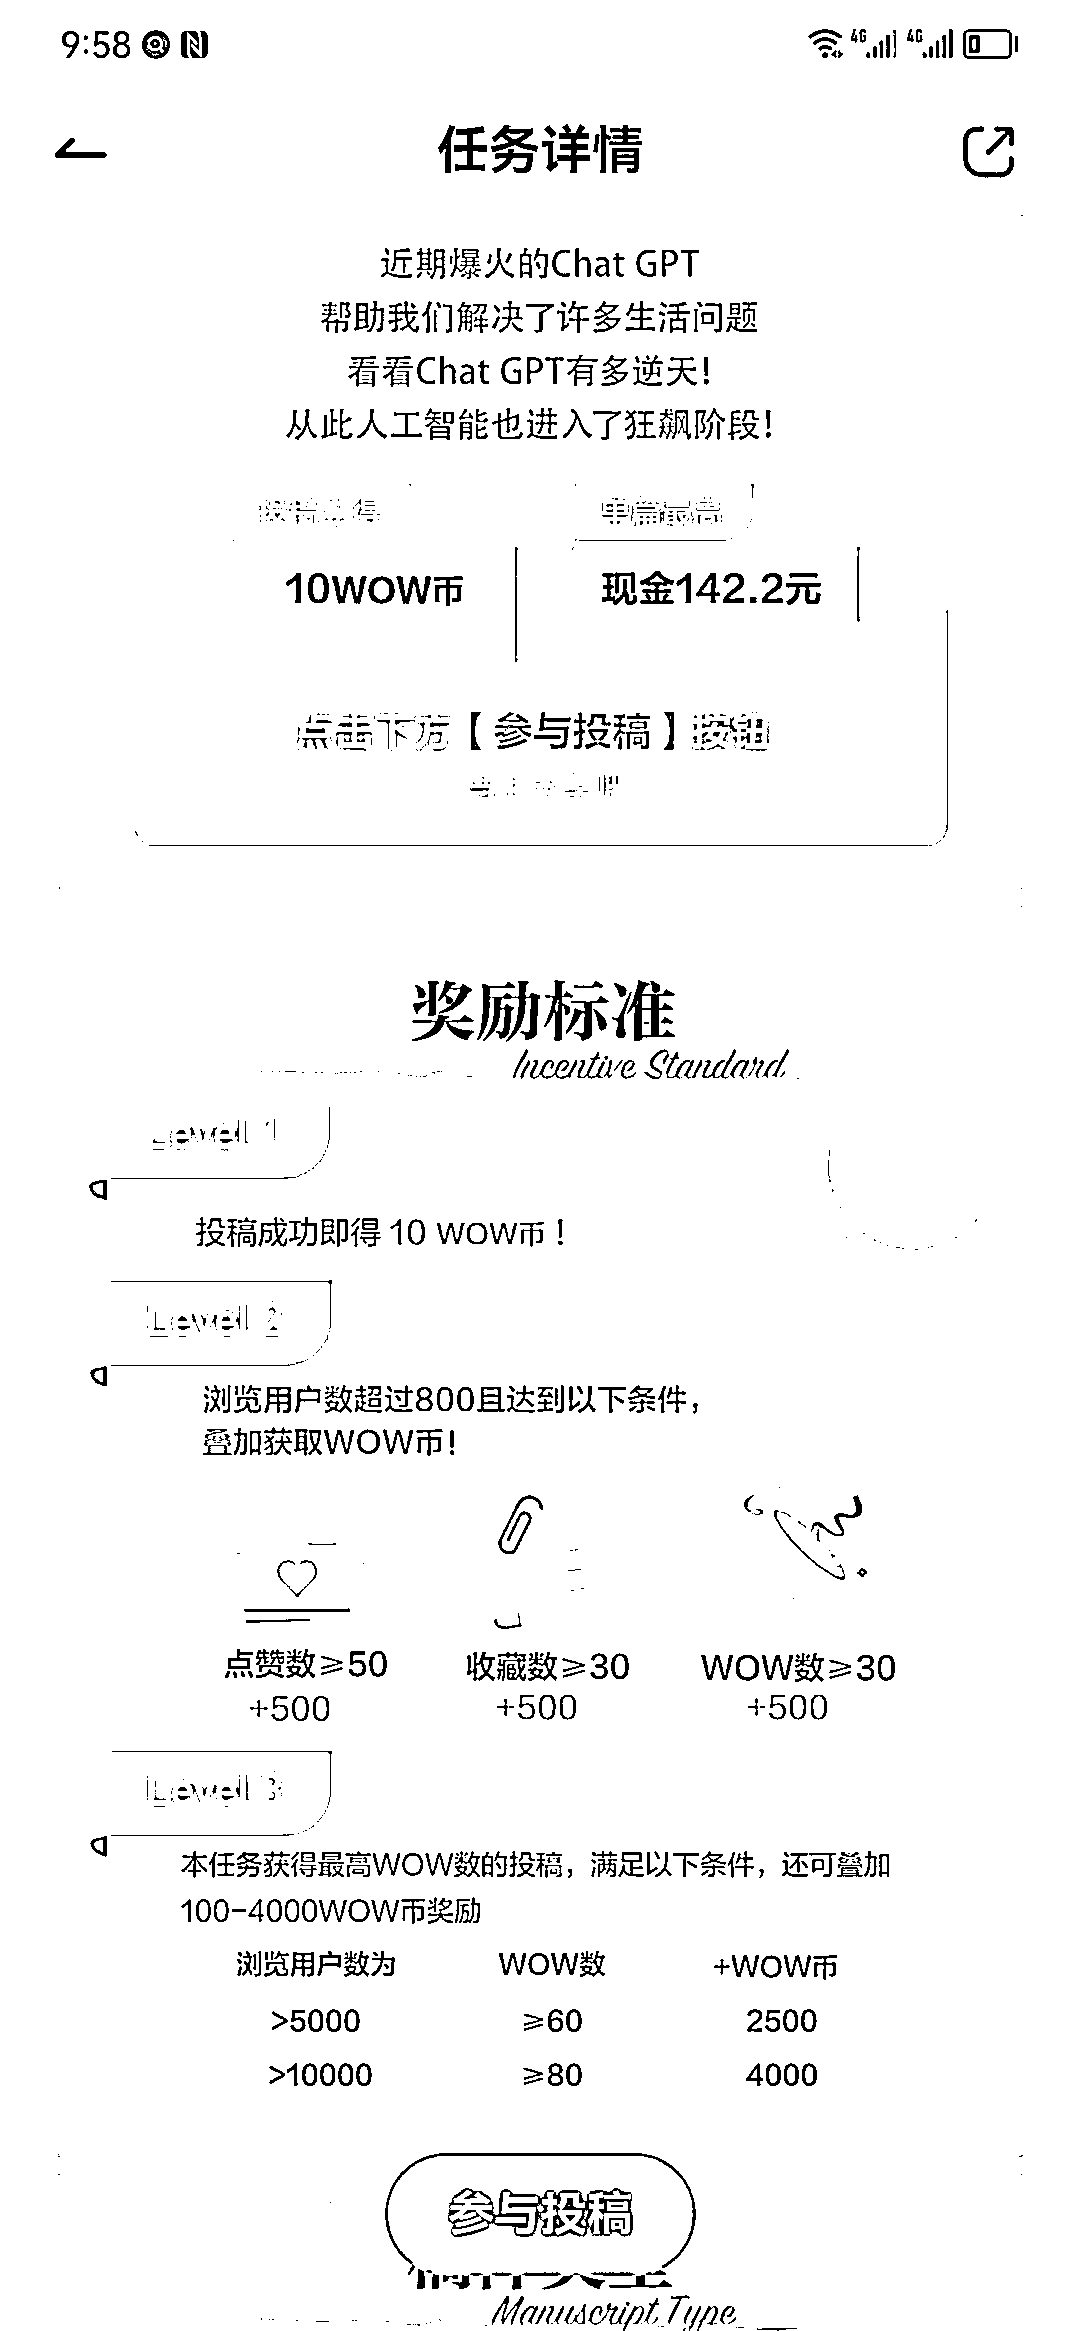 9:58
4G 4G
任务详情
近期爆火的Chat GPT
帮助我们解决了许多生活问题
看看Chat GPT有多逆天!
从此人工智能也进入了狂飙阶段!
单篇最高
10WOW币 现金142.2元
点击下方【参与投稿】按钮
奖励标准
Incentive Standard
Level 1
投稿成功即得 10 WOW币!
Level 2
浏览用户数超过800且达到以下条件,
叠加获取WOW币!
点赞数≥50 收藏数≥30 WOW数≥30
+500 +500 +500
Level 3
本任务获得最高WOW数的投稿，满足以下条件，还可叠加
100-4000WOW币奖励
浏览用户数为 WOW数 +WOW币
>5000 ≥60 2500
>10000 ≥80 4000
参与投稿
Manuscript Type